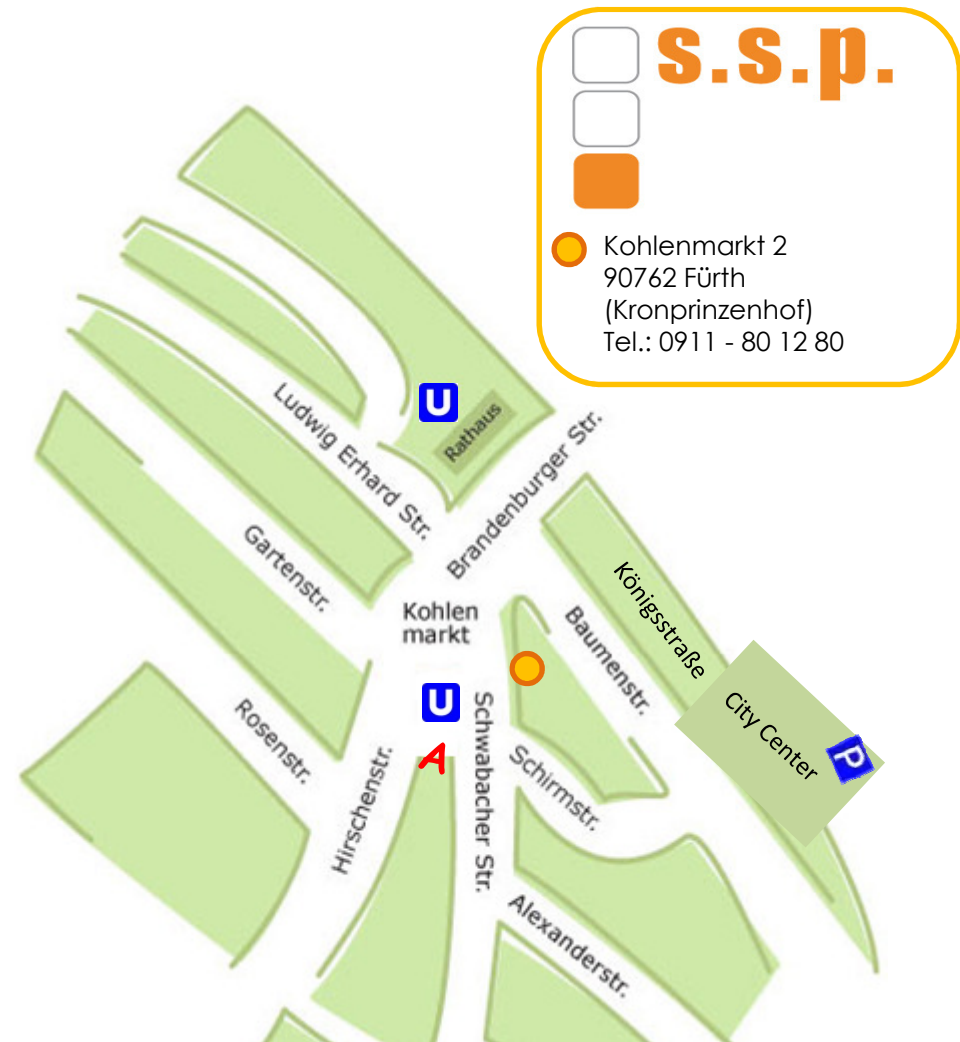 s.s.p.
Kohlenmarkt 2
90762 Fürth
(Kronprinzenhof)
Tel.: 0911 - 80 12 80
U
Rathaus
Ludwig Erhard Str.
Brandenburger Str.
Gartenstr.
Königsstraße
Kohlen
markt
Baumenstr.
U
City Center
P
Rosenstr.
Schwabacher Str.
Schirmstr.
Hirschenstr.
Alexanderstr.